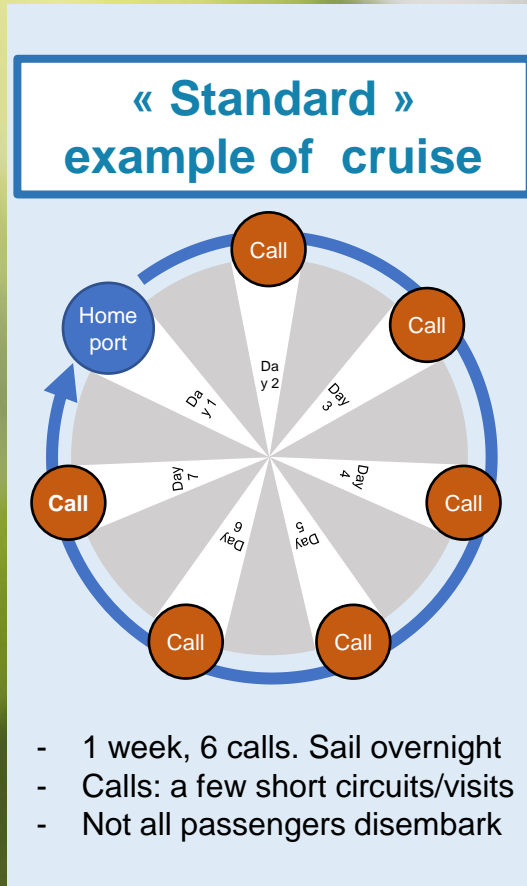 « Standard »
example of  cruise
Call
Home
port
Call
Da
y 2
Da
y 1
Day
3
Day
4
Day
7
Call
Call
Day
6
Day
5
Call
Call
- 1 week, 6 calls. Sail overnight
- Calls: a few short circuits/visits
- Not all passengers disembark